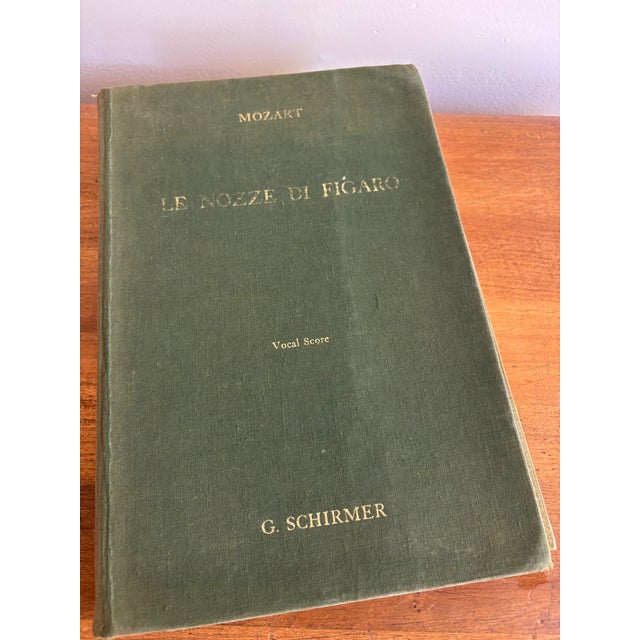 MOZART
LE NOZZE DI FIGARO
Vocal Score
G. SCHIRMER